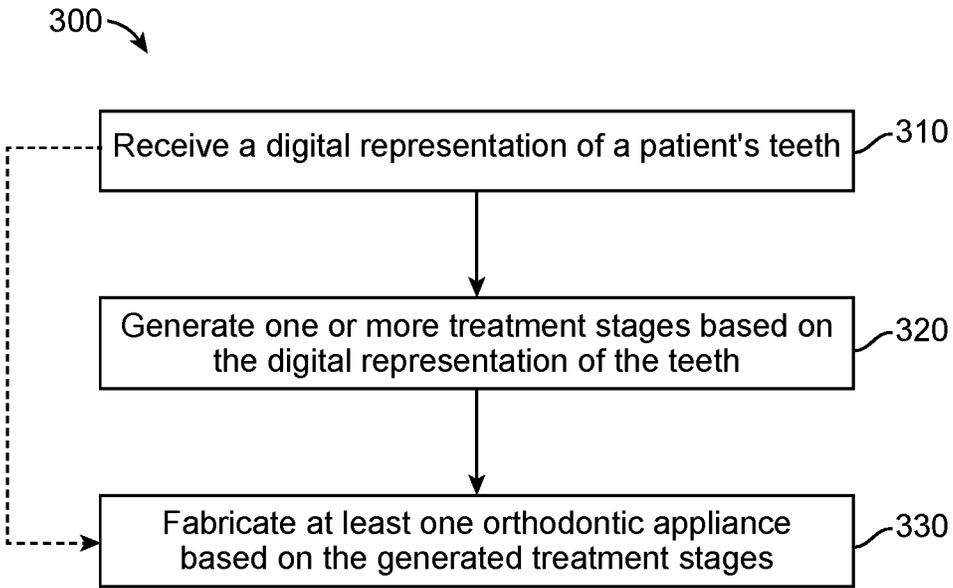 300
Receive a digital representation of a patient's teeth
310
Generate one or more treatment stages based on
the digital representation of the teeth
320
Fabricate at least one orthodontic appliance
based on the generated treatment stages
330